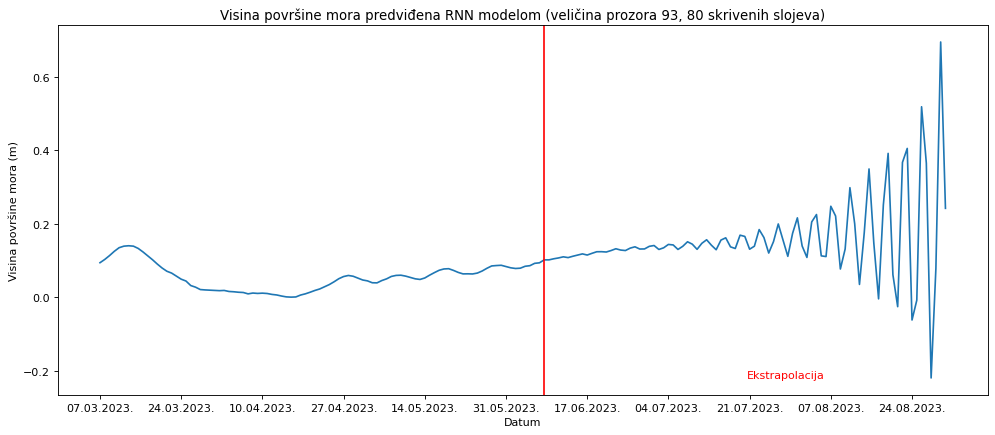 Visina površine mora predviđena RNN modelom (veličina prozora 93, 80 skrivenih slojeva)
Visina površine mora (m)
0.6
0.4
0.2
0.0
−0.2
Ekstrapolacija
07.03.2023. 24.03.2023. 10.04.2023. 27.04.2023. 14.05.2023. 31.05.2023. 17.06.2023. 04.07.2023. 21.07.2023. 07.08.2023. 24.08.2023.
Datum